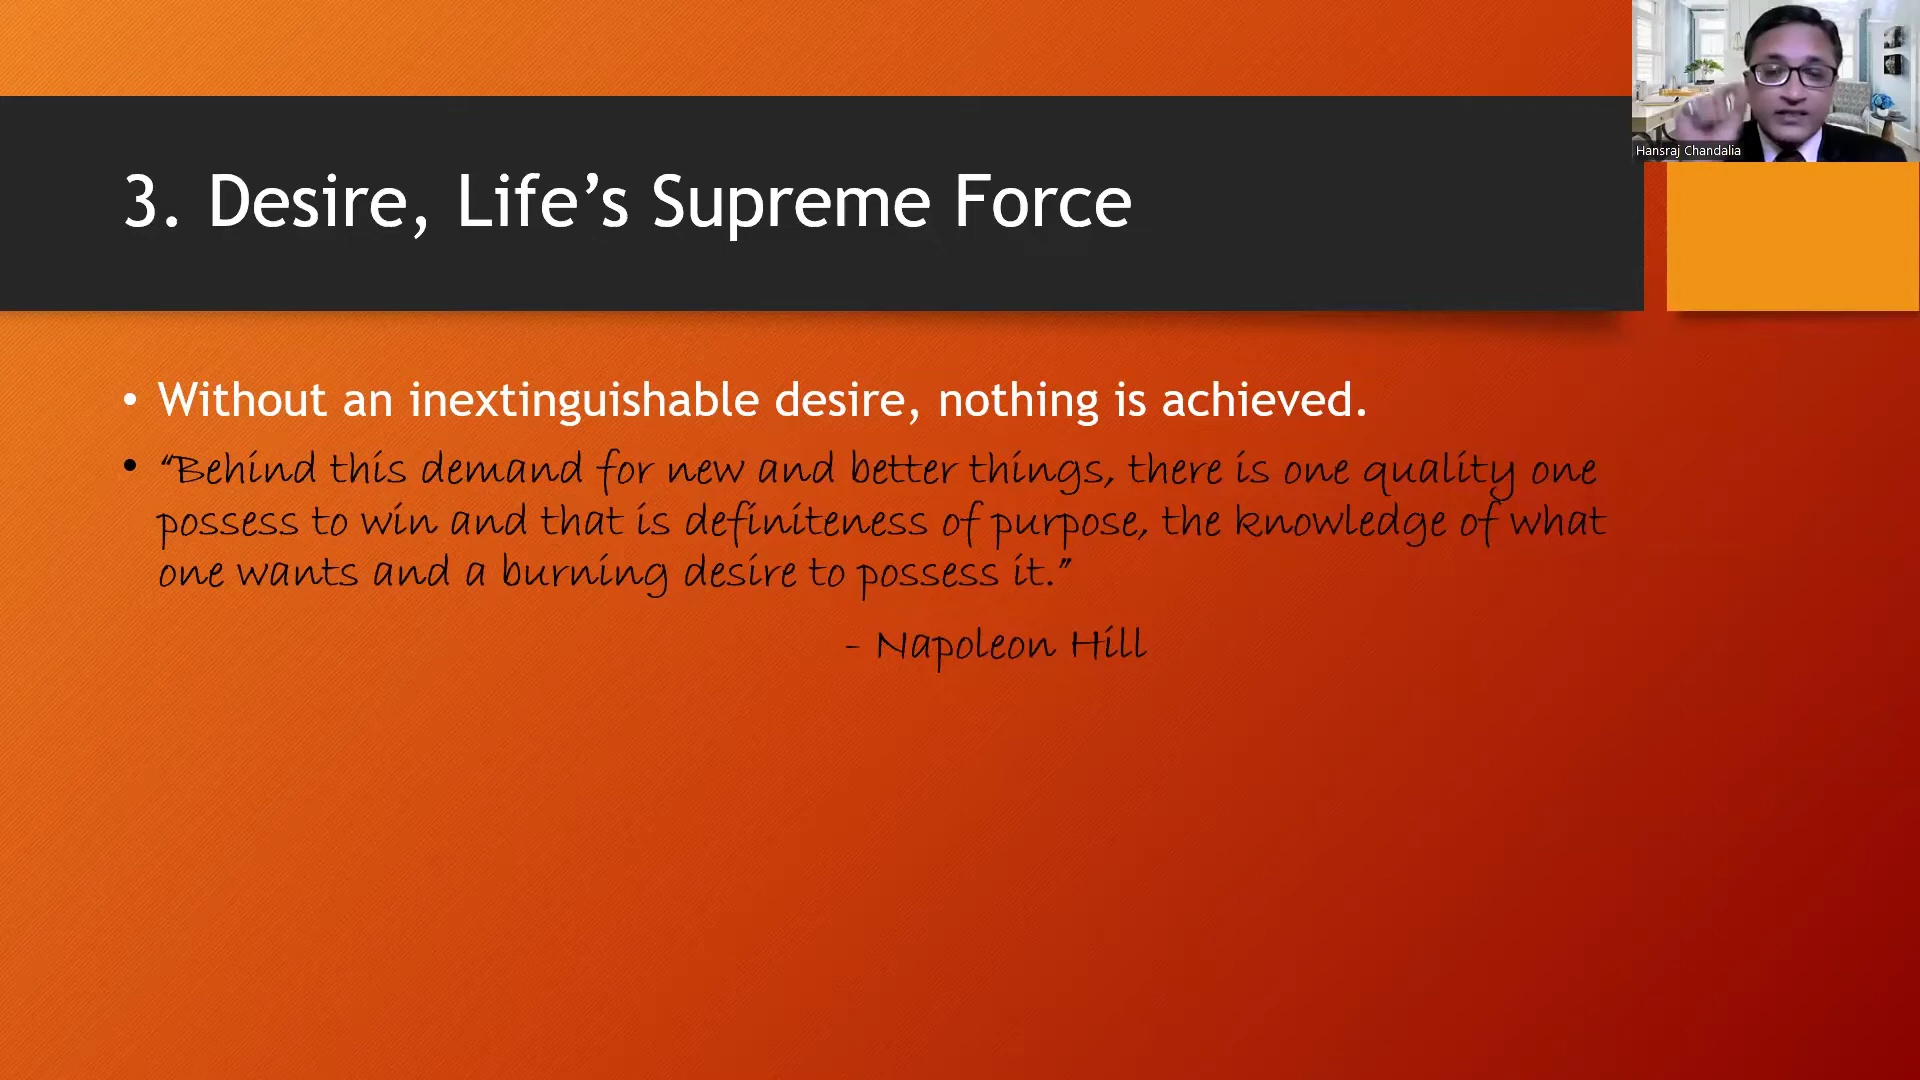 Hansraj Chandalia
3. Desire, Life’s Supreme Force
• Without an inextinguishable desire, nothing is achieved.
• “Behind this demand for new and better things, there is one quality one
possess to win and that is definiteness of purpose, the knowledge of what
one wants and a burning desire to possess it.”
- Napoleon Hill